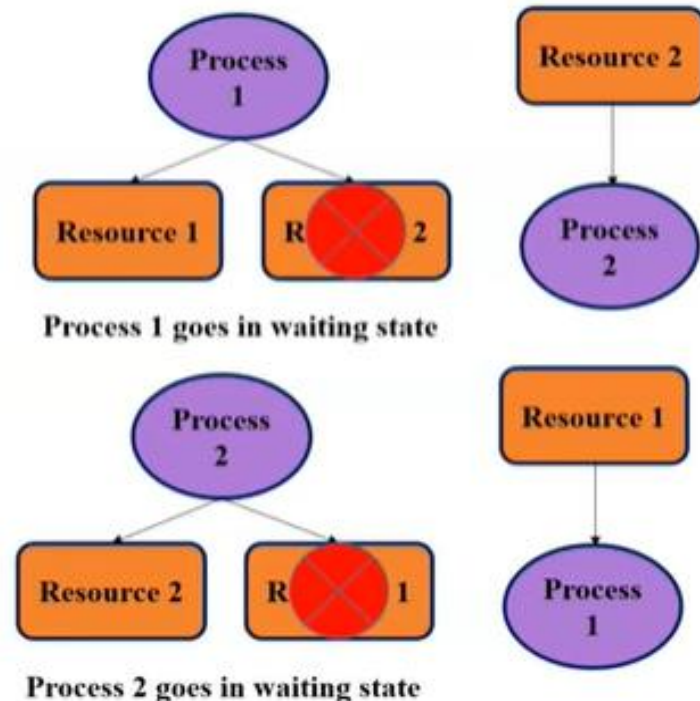 Process
1
Resource 2
Resource 1
R 2
Process
2
Process 1 goes in waiting state
Process
2
Resource 1
Resource 2
R 1
Process
1
Process 2 goes in waiting state